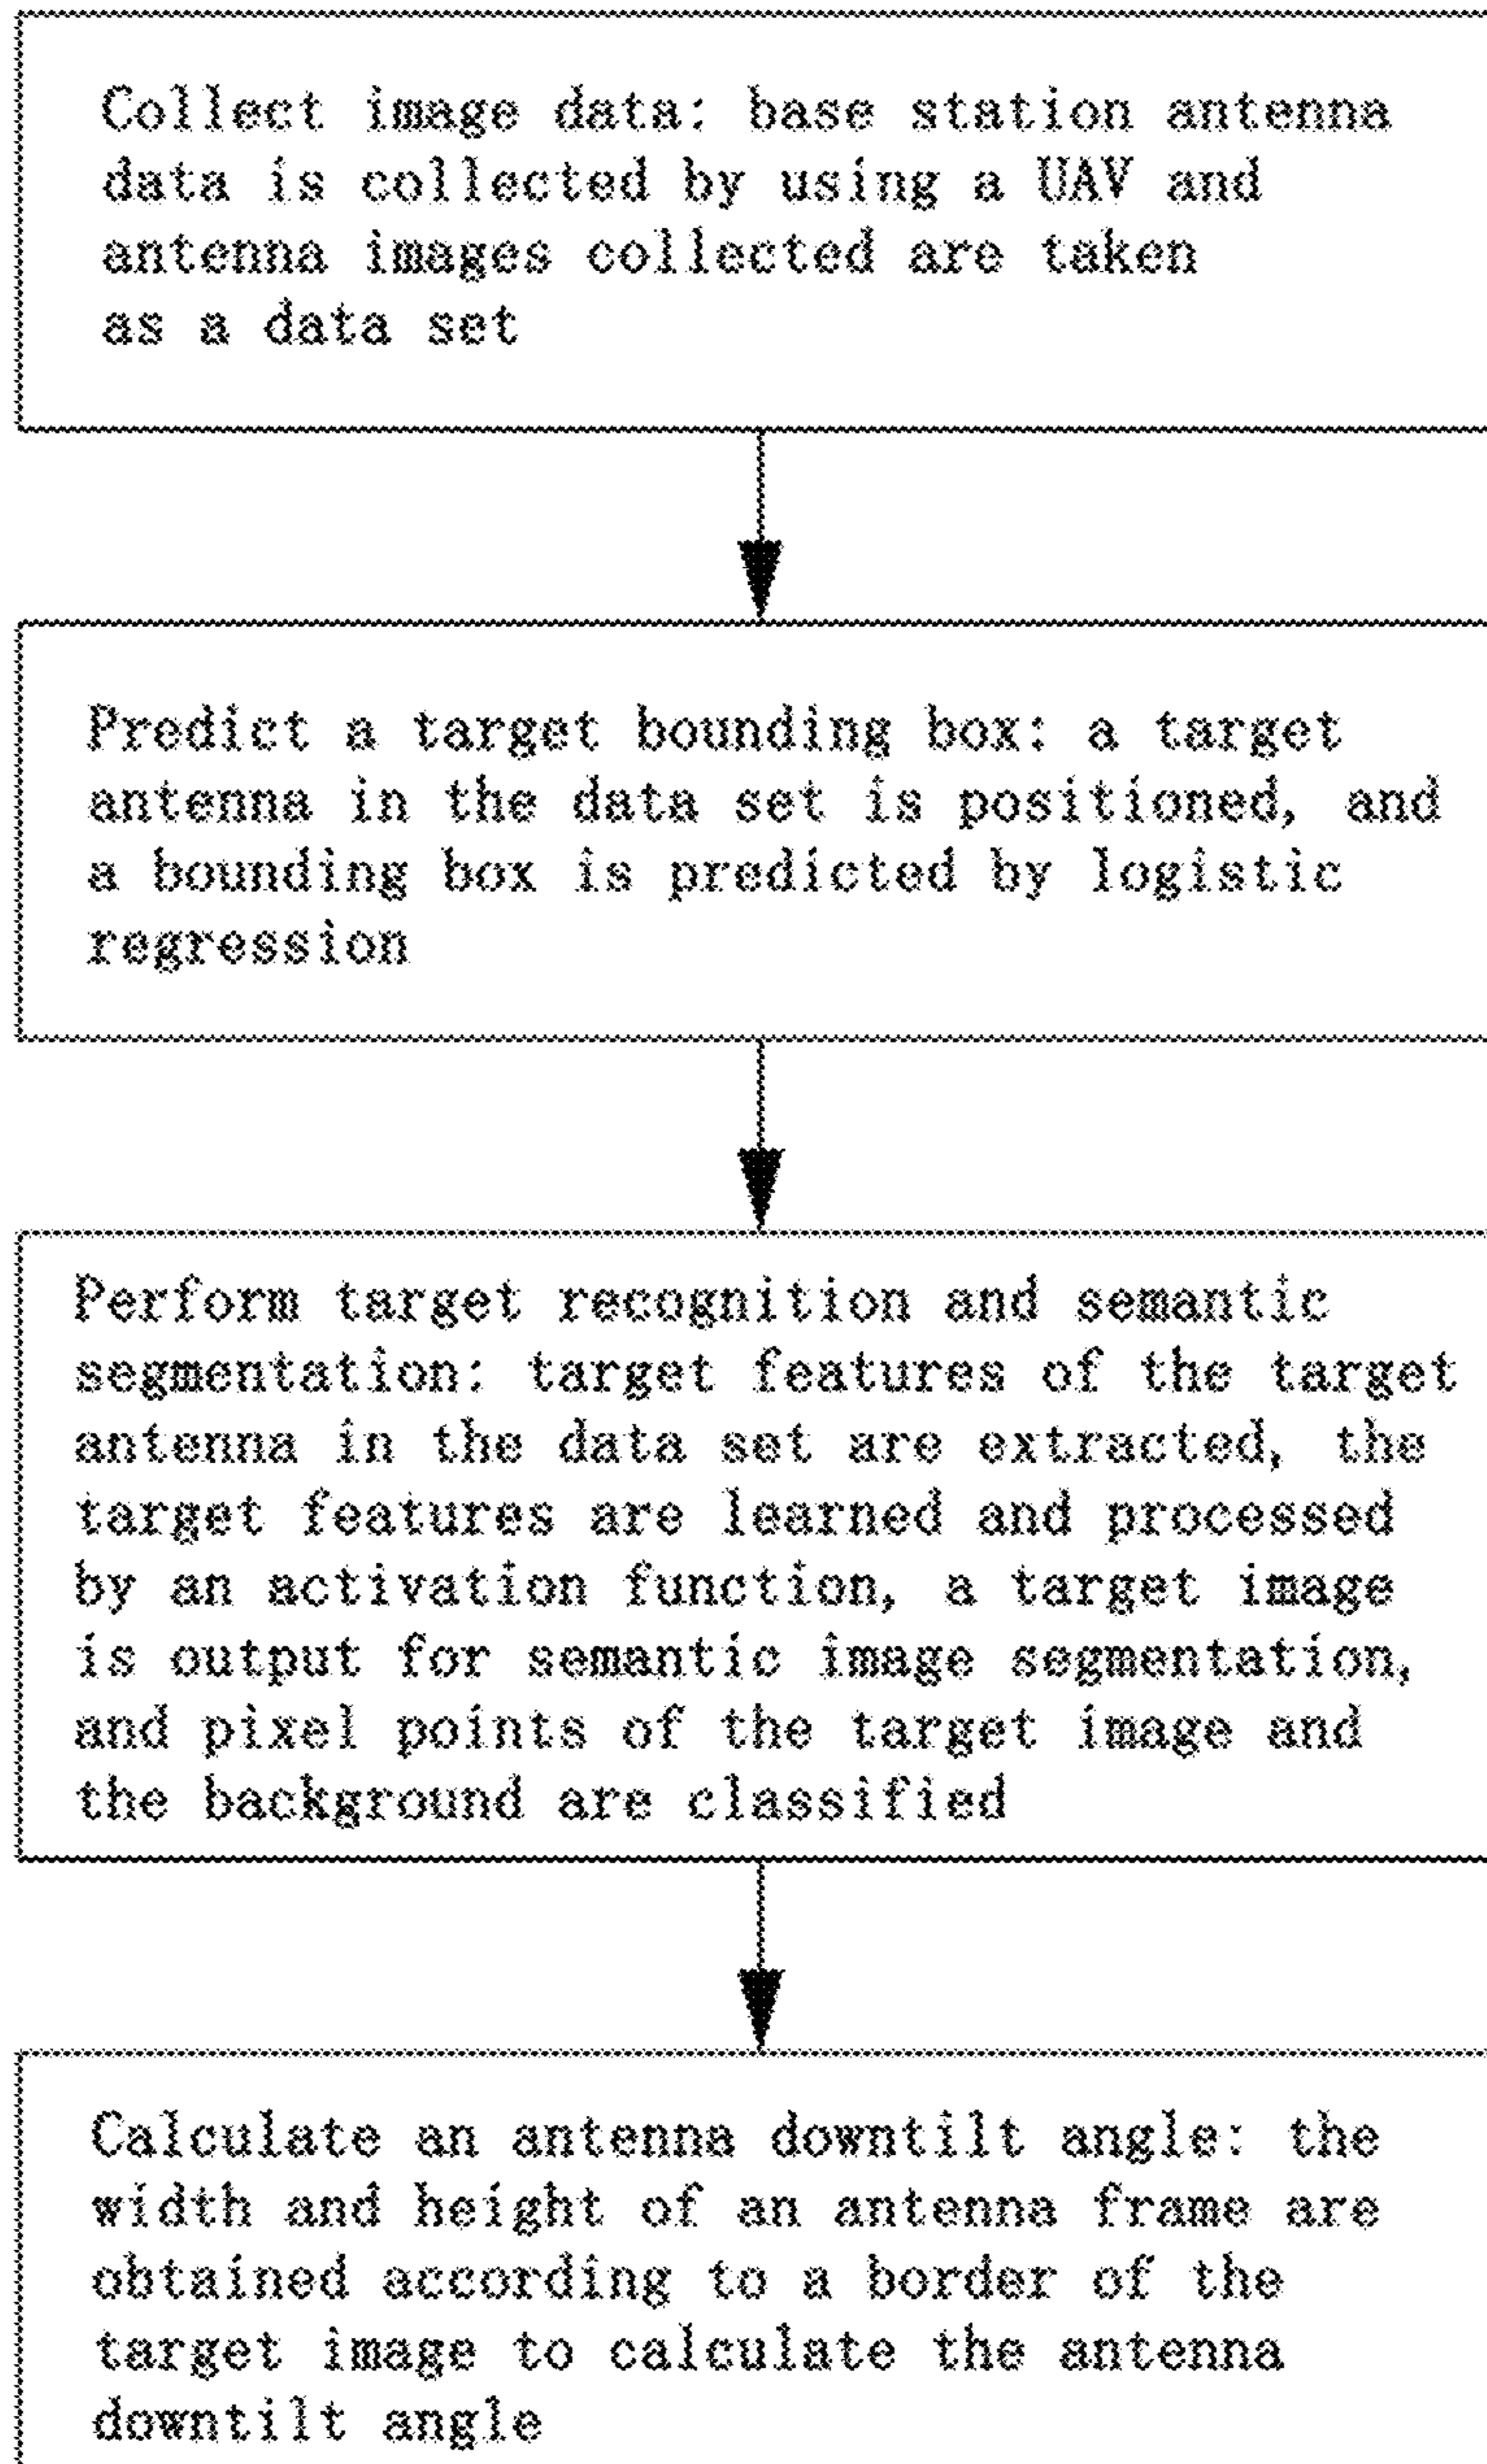 Collect image data: base station antenna
data is collected by using a UAV and
antenna images collected are taken
as a data set
Predict a target bounding box: a target
antenna in the data set is positioned, and
a bounding box is predicted by logistic
regression
Perform target recognition and semantic
segmentation: target features of the target
antenna in the data set are extracted, the
target features are learned and processed
by an activation function, a target image
is output for semantic image segmentation,
and pixel points of the target image and
the background are classified
Calculate an antenna downtilt angle: the
width and height of an antenna frame are
obtained according to a border of the
target image to calculate the antenna
downtilt angle